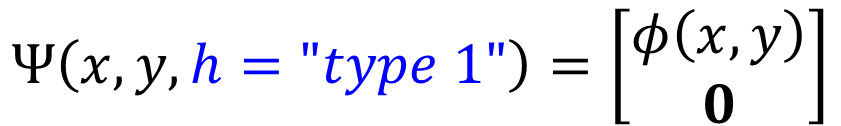 Ψ(x, y, h = "type 1") = [ϕ(x, y)
𝟎]